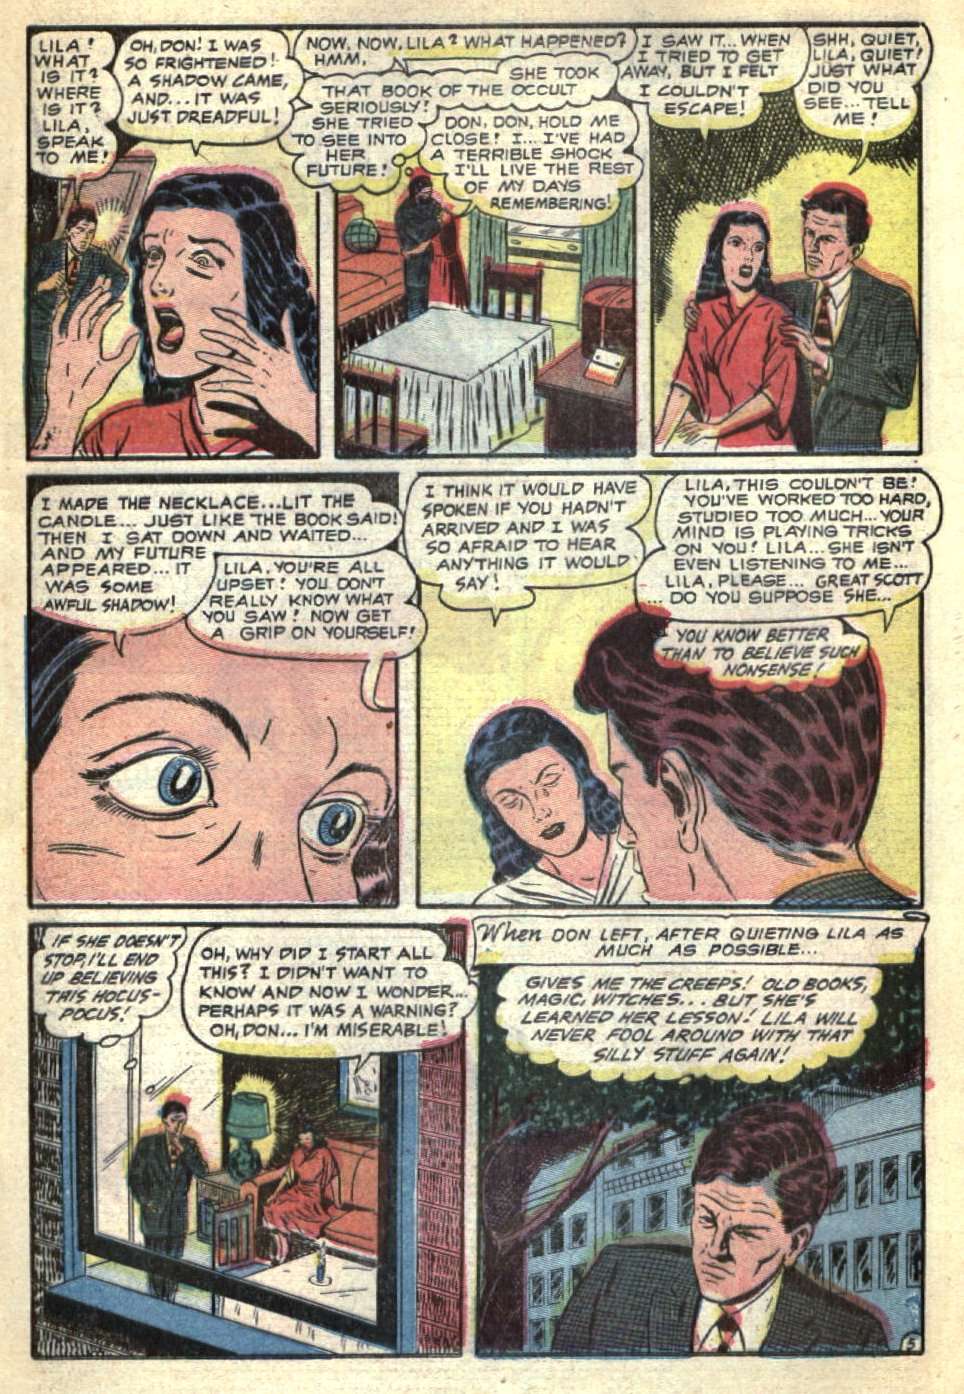 LILA!
WHAT
IS IT?
WHERE
IS IT?
LILA,
SPEAK
TO ME!
OH, DON! I WAS
SO FRIGHTENED!
A SHADOW CAME,
AND... IT WAS
JUST DREADFUL!
NOW, NOW, LILA? WHAT HAPPENED?
HMM,
SHE TOOK
THAT BOOK OF THE OCCULT
SERIOUSLY!
SHE TRIED
TO SEE INTO
HER
FUTURE!
DON, DON, HOLD ME
CLOSE! I... I'VE HAD
A TERRIBLE SHOCK
I'LL LIVE THE REST
OF MY DAYS
REMEMBERING!
I SAW IT... WHEN
I TRIED TO GET
AWAY, BUT I FELT
I COULDN'T
ESCAPE!
SHH, QUIET,
LILA, QUIET!
JUST WHAT
DID YOU
SEE... TELL
ME!
I MADE THE NECKLACE... LIT THE
CANDLE... JUST LIKE THE BOOK SAID!
THEN I SAT DOWN AND WAITED...
AND MY FUTURE
APPEARED... IT
WAS SOME
AWFUL SHADOW!
LILA, YOU'RE ALL
UPSET! YOU DON'T
REALLY KNOW WHAT
YOU SAW! NOW GET
A GRIP ON YOURSELF!
I THINK IT WOULD HAVE
SPOKEN IF YOU HADN'T
ARRIVED AND I WAS
SO AFRAID TO HEAR
ANYTHING IT WOULD
SAY!
LILA, THIS COULDN'T BE!
YOU'VE WORKED TOO HARD,
STUDIED TOO MUCH... YOUR
MIND IS PLAYING TRICKS
ON YOU! LILA... SHE ISN'T
EVEN LISTENING TO ME...
LILA, PLEASE... GREAT SCOTT
... DO YOU SUPPOSE SHE...
YOU KNOW BETTER
THAN TO BELIEVE SUCH
NONSENSE!
IF SHE DOESN'T
STOP, I'LL END
UP BELIEVING
THIS HOCUS-
POCUS!
OH, WHY DID I START ALL
THIS? I DIDN'T WANT TO
KNOW AND NOW I WONDER...
PERHAPS IT WAS A WARNING?
OH, DON... I'M MISERABLE!
When DON LEFT, AFTER QUIETING LILA AS
MUCH AS POSSIBLE...
GIVES ME THE CREEPS! OLD BOOKS,
MAGIC, WITCHES... BUT SHE'S
LEARNED HER LESSON! LILA WILL
NEVER FOOL AROUND WITH THAT
SILLY STUFF AGAIN!
5